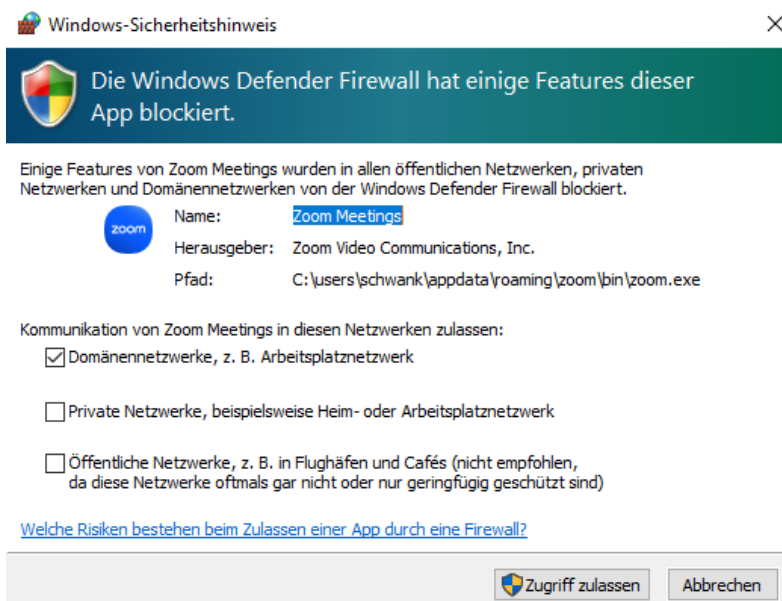 Windows-Sicherheitshinweis
Die Windows Defender Firewall hat einige Features dieser
App blockiert.
Einige Features von Zoom Meetings wurden in allen öffentlichen Netzwerken, privaten
Netzwerken und Domänennetzwerken von der Windows Defender Firewall blockiert.
zoom
Name: Zoom Meetings
Herausgeber: Zoom Video Communications, Inc.
Pfad: C:\users\schwank\appdata\roaming\zoom\bin\zoom.exe
Kommunikation von Zoom Meetings in diesen Netzwerken zulassen:
Domänennetzwerke, z. B. Arbeitsplatznetzwerk
Private Netzwerke, beispielsweise Heim- oder Arbeitsplatznetzwerk
Öffentliche Netzwerke, z. B. in Flughäfen und Cafés (nicht empfohlen,
da diese Netzwerke oftmals gar nicht oder nur geringfügig geschützt sind)
Welche Risiken bestehen beim Zulassen einer App durch eine Firewall?
Zugriff zulassen Abbrechen